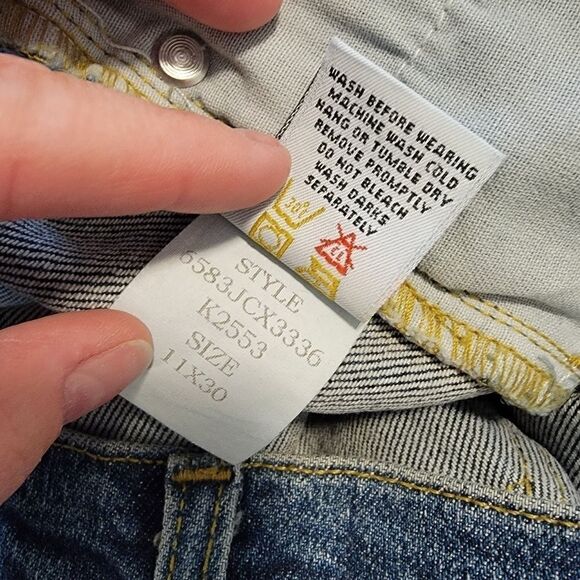 WASH BEFORE WEARING
MACHINE WASH COLD
HANG OR TUMBLE DRY
REMOVE PROMPTLY
DO NOT BLEACH
WASH DARKS
SEPARATELY
30°
STYLE
6583JCX3336
K2553
SIZE
11X30